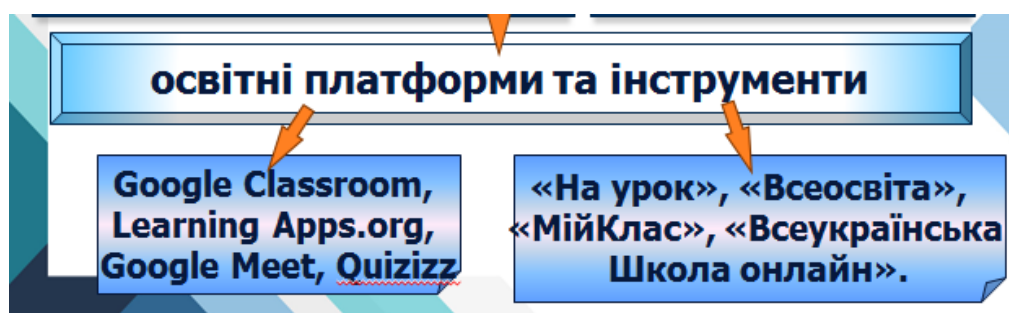 освітні платформи та інструменти
Google Classroom,
Learning Apps.org,
Google Meet, Quizizz
«На урок», «Всеосвіта»,
«МійКлас», «Всеукраїнська
Школа онлайн».